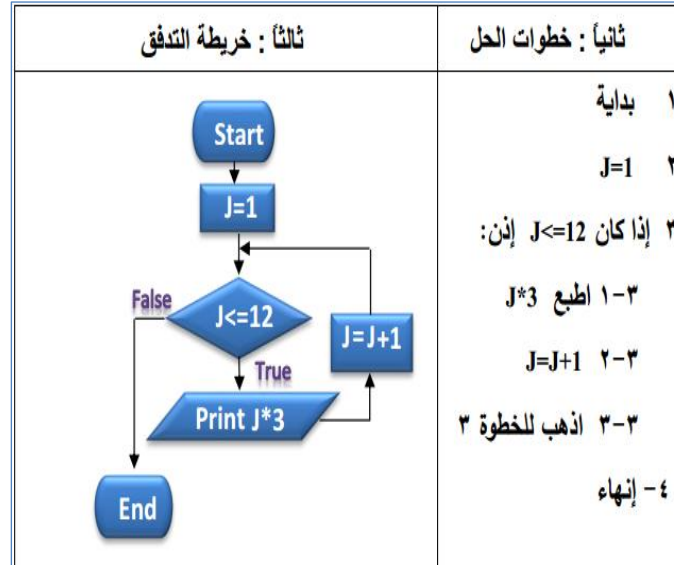 ثانياً : خطوات الحل
١ بداية
٢ J=1
٣ إذا كان J<=12 إذن:
٣-١ اطبع J*3
٣-٢ J=J+1
٣-٣ اذهب للخطوة ٣
٤- إنهاء
ثالثاً : خريطة التدفق
Start
J=1
J<=12
False
True
Print J*3
J=J+1
End